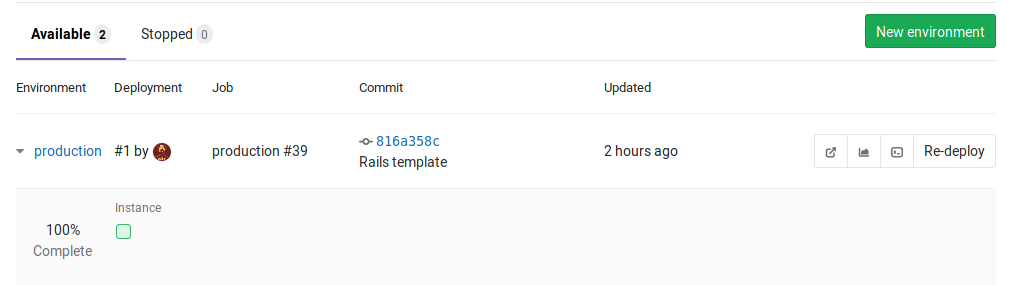 Available 2 Stopped 0 New environment
Environment Deployment Job Commit Updated
production #1 by production #39 816a358c 2 hours ago Re-deploy
Rails template
Instance
100%
Complete